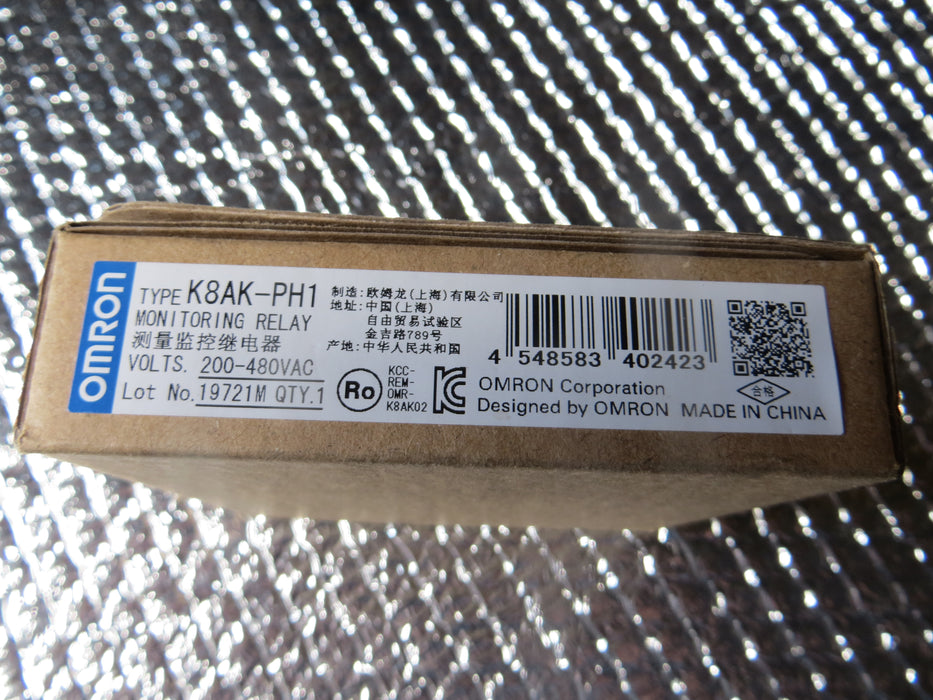 OMRON
TYPE K8AK-PH1
MONITORING RELAY
测量监控继电器
VOLTS. 200-480VAC
Lot No. 19721M QTY.1
制造:欧姆龙(上海)有限公司
地址:中国(上海)
自由贸易试验区
金吉路789号
产地:中华人民共和国
Ro
KCC-
REM-
OMR-
K8AK02
4 548583 402423
合格
OMRON Corporation
Designed by OMRON MADE IN CHINA